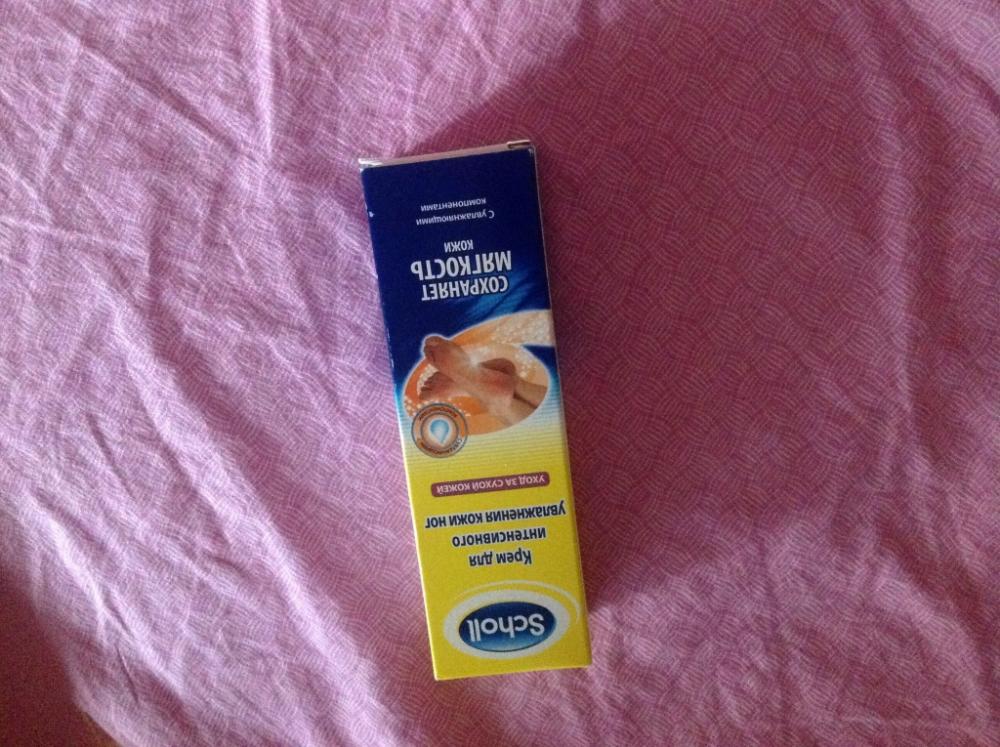 Scholl
Крем для
интенсивного
увлажнения кожи ног
УХОД ЗА СУХОЙ КОЖЕЙ
СОХРАНЯЕТ
МЯГКОСТЬ
КОЖИ
С увлажняющими
компонентами